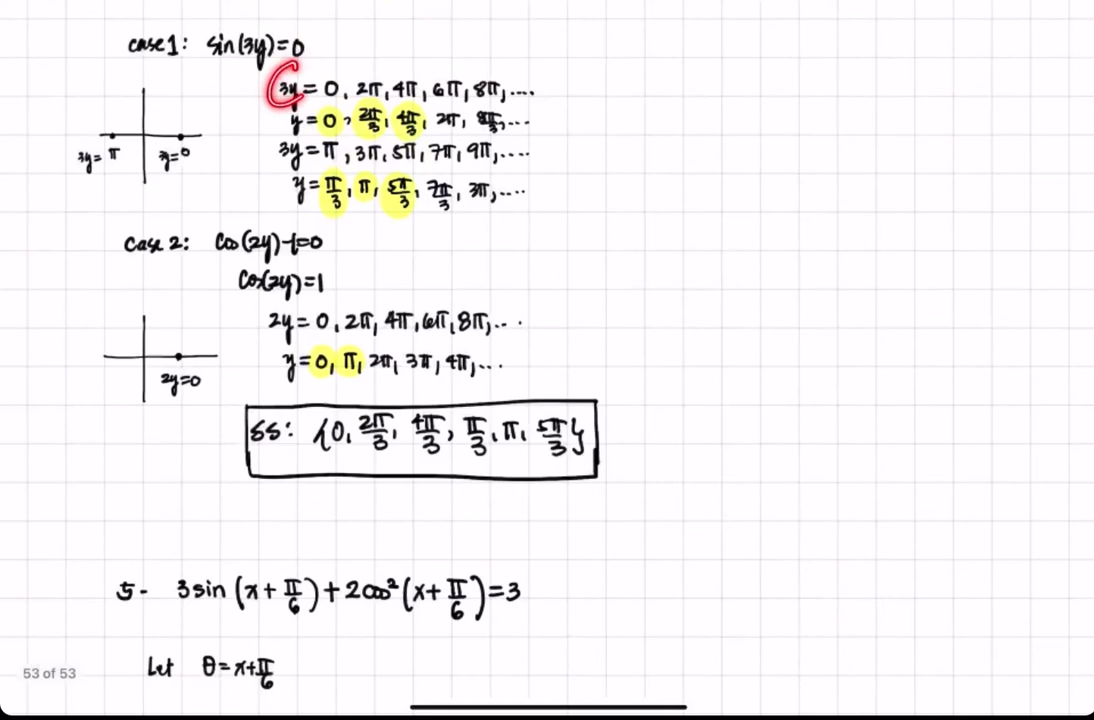 case 1: sin(3y)=0
3y = 0, 2π, 4π, 6π, 8π, ....
y = 0, 2π/3, 4π/3, 2π, 8π/3, ...
3y = π, 3π, 5π, 7π, 9π, ....
y = π/3, π, 5π/3, 7π/3, 3π, ....
3y = π
3y=0
Case 2: cos(2y)-1=0
cos(2y)=1
2y = 0, 2π, 4π, 6π, 8π, ...
y = 0, π, 2π, 3π, 4π, ...
2y=0
SS: {0, 2π/3, 4π/3, π/3, π, 5π/3}
5- 3sin(x+π/6)+2cos²(x+π/6)=3
53 of 53
Let θ=x+π/6